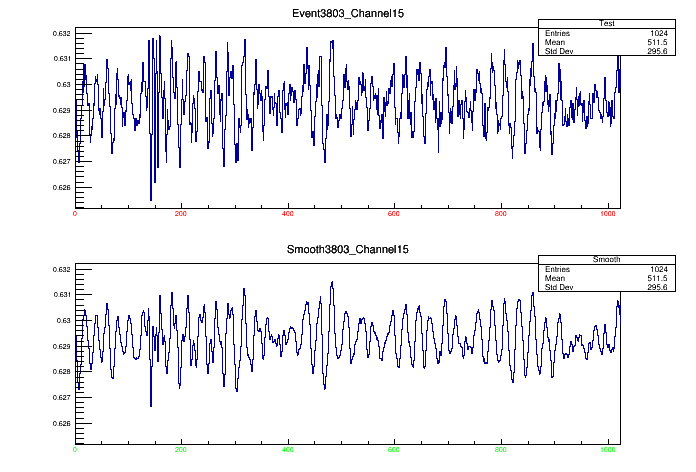 Event3803_Channel15
Test
Entries 1024
Mean 511.5
Std Dev 295.6
0.632
0.631
0.63
0.629
0.628
0.627
0.626
0 200 400 600 800 1000
Smooth3803_Channel15
Smooth
Entries 1024
Mean 511.5
Std Dev 295.6
0.632
0.631
0.63
0.629
0.628
0.627
0.626
0 200 400 600 800 1000